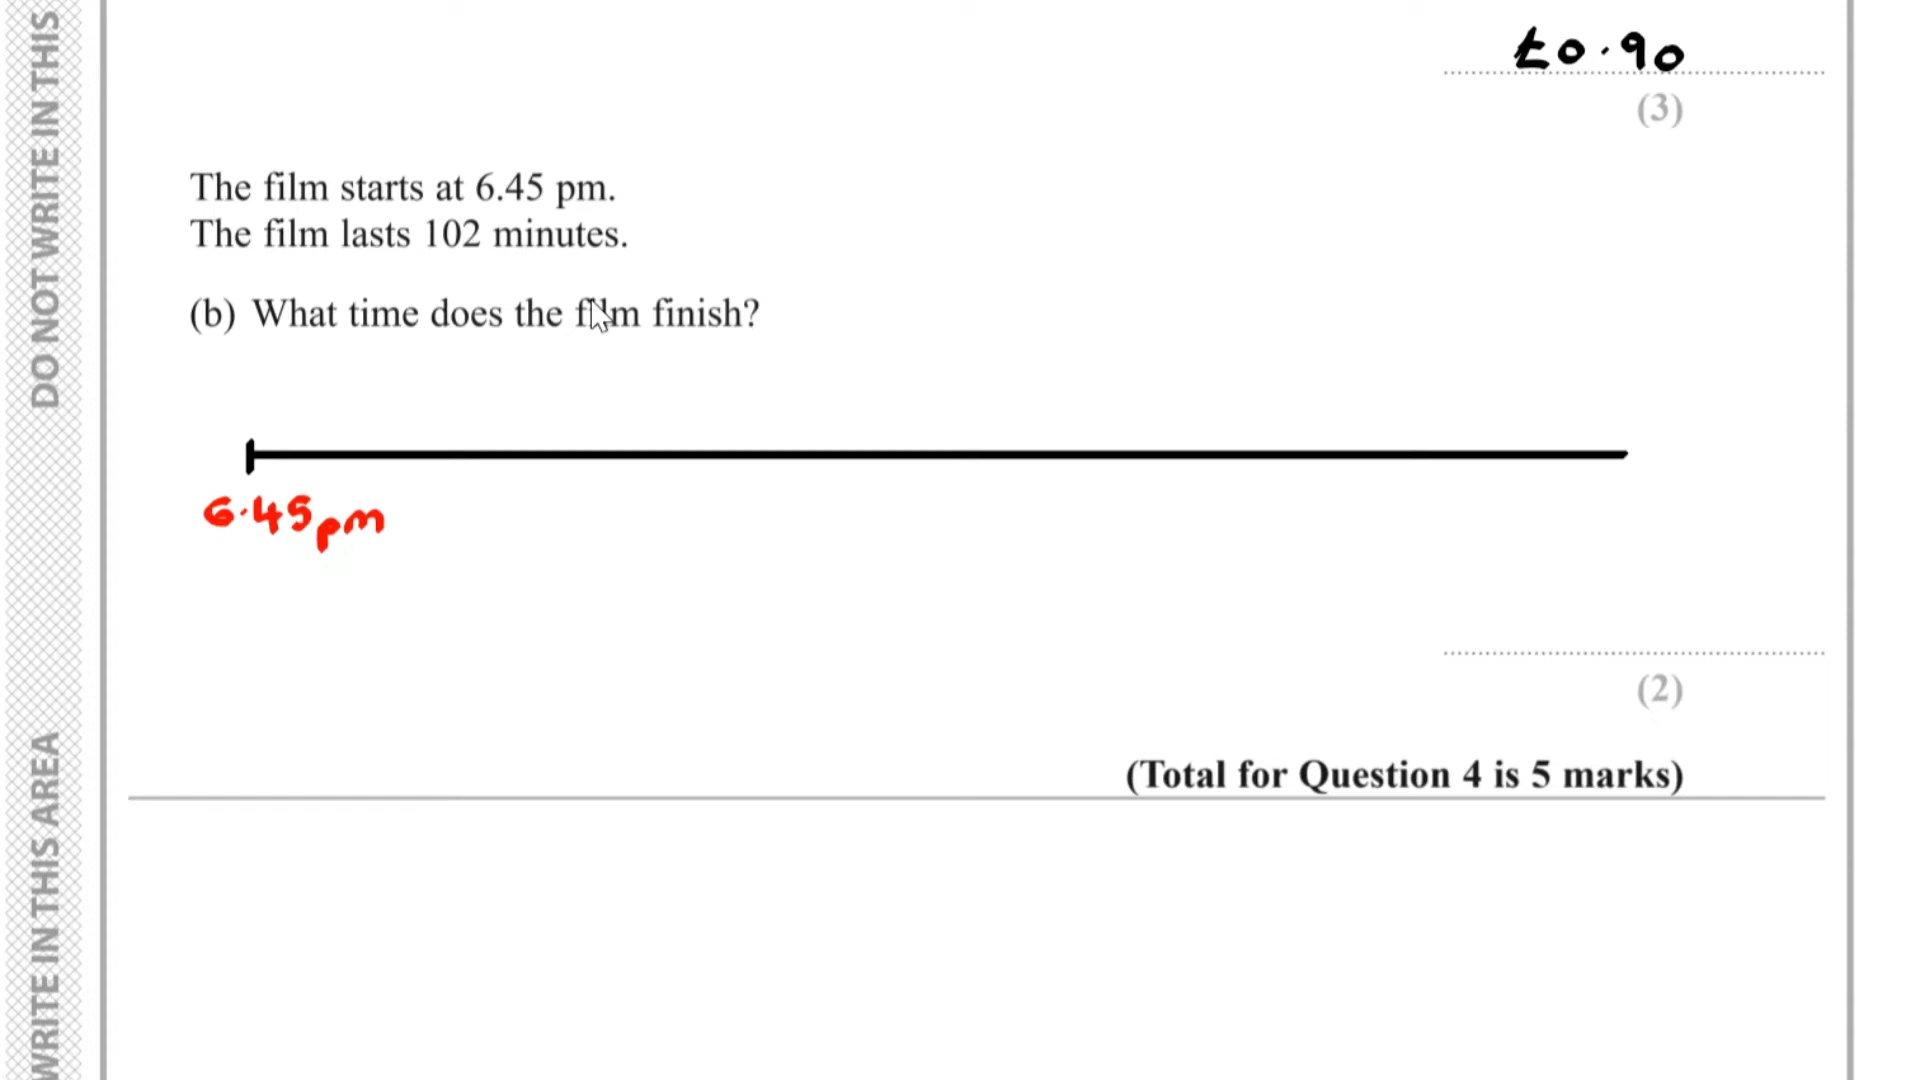 DO NOT WRITE IN THIS
£0.90
(3)
The film starts at 6.45 pm.
The film lasts 102 minutes.
(b) What time does the film finish?
6.45pm
(2)
(Total for Question 4 is 5 marks)
WRITE IN THIS AREA